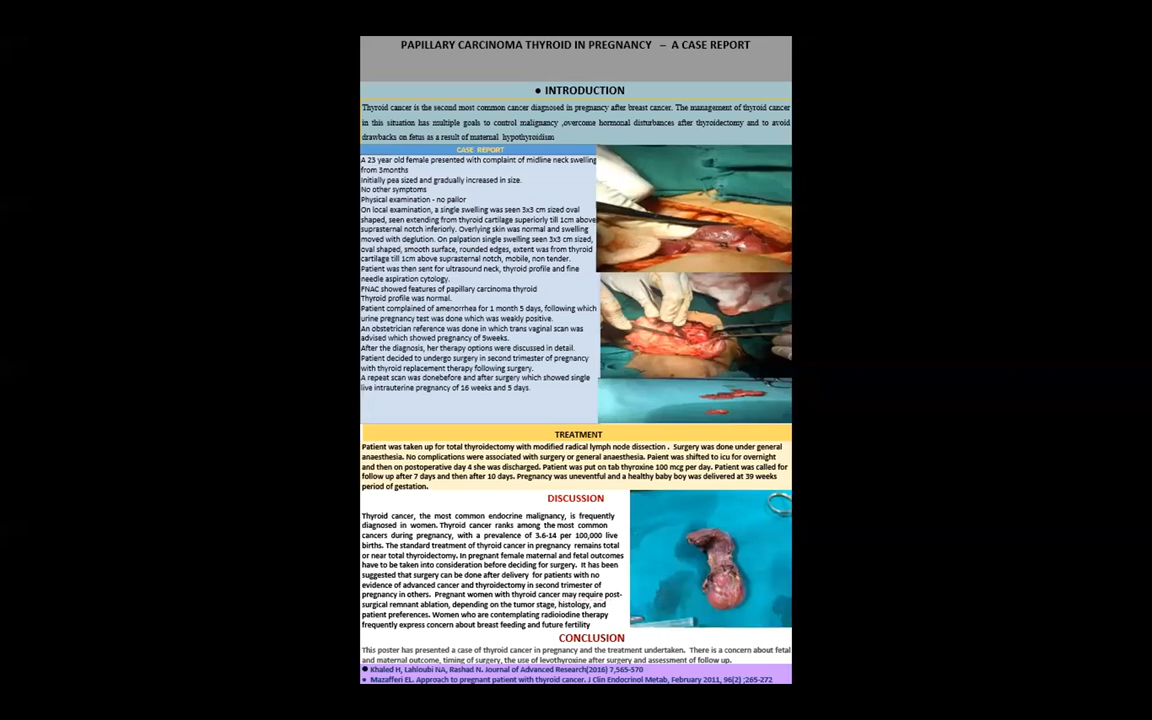 PAPILLARY CARCINOMA THYROID IN PREGNANCY – A CASE REPORT
● INTRODUCTION
Thyroid cancer is the second most common cancer diagnosed in pregnancy after breast cancer. The management of thyroid cancer
in this situation has multiple goals to control malignancy ,overcome hormonal disturbances after thyroidectomy and to avoid
drawbacks on fetus as a result of maternal hypothyroidism
CASE REPORT
A 23 year old female presented with complaint of midline neck swelling
from 3months
Initially pea sized and gradually increased in size.
No other symptoms
Physical examination - no pallor
On local examination, a single swelling was seen 3x3 cm sized oval
shaped, seen extending from thyroid cartilage superiorly till 1cm above
suprasternal notch inferiorly. Overlying skin was normal and swelling
moved with deglution. On palpation single swelling seen 3x3 cm sized,
oval shaped, smooth surface, rounded edges, extent was from thyroid
cartilage till 1cm above suprasternal notch, mobile, non tender.
Patient was then sent for ultrasound neck, thyroid profile and fine
needle aspiration cytology.
FNAC showed features of papillary carcinoma thyroid
Thyroid profile was normal.
Patient complained of amenorrhea for 1 month 5 days, following which
urine pregnancy test was done which was weakly positive.
An obstetrician reference was done in which trans vaginal scan was
advised which showed pregnancy of 5weeks.
After the diagnosis, her therapy options were discussed in detail.
Patient decided to undergo surgery in second trimester of pregnancy
with thyroid replacement therapy following surgery.
A repeat scan was donebefore and after surgery which showed single
live intrauterine pregnancy of 16 weeks and 5 days.
TREATMENT
Patient was taken up for total thyroidectomy with modified radical lymph node dissection . Surgery was done under general
anaesthesia. No complications were associated with surgery or general anaesthesia. Paient was shifted to icu for overnight
and then on postoperative day 4 she was discharged. Patient was put on tab thyroxine 100 mcg per day. Patient was called for
follow up after 7 days and then after 10 days. Pregnancy was uneventful and a healthy baby boy was delivered at 39 weeks
period of gestation.
DISCUSSION
Thyroid cancer, the most common endocrine malignancy, is frequently
diagnosed in women. Thyroid cancer ranks among the most common
cancers during pregnancy, with a prevalence of 3.6-14 per 100,000 live
births. The standard treatment of thyroid cancer in pregnancy remains total
or near total thyroidectomy. In pregnant female maternal and fetal outcomes
have to be taken into consideration before deciding for surgery. It has been
suggested that surgery can be done after delivery for patients with no
evidence of advanced cancer and thyroidectomy in second trimester of
pregnancy in others. Pregnant women with thyroid cancer may require post-
surgical remnant ablation, depending on the tumor stage, histology, and
patient preferences. Women who are contemplating radioiodine therapy
frequently express concern about breast feeding and future fertility
CONCLUSION
This poster has presented a case of thyroid cancer in pregnancy and the treatment undertaken. There is a concern about fetal
and maternal outcome, timing of surgery, the use of levothyroxine after surgery and assessment of follow up.
● Khaled H, Lahloubi NA, Rashad N. Journal of Advanced Research(2016) 7,565-570
● Mazafferi EL. Approach to pregnant patient with thyroid cancer. J Clin Endocrinol Metab, February 2011, 96(2) ;265-272